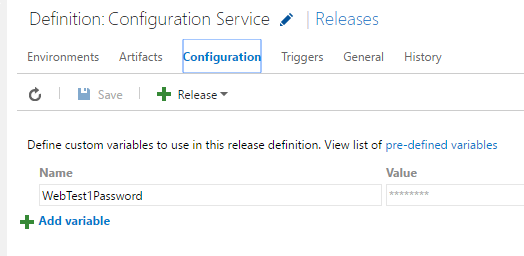 Definition: Configuration Service | Releases
Environments Artifacts Configuration Triggers General History
Save Release
Define custom variables to use in this release definition. View list of pre-defined variables
Name Value
WebTest1Password ********
Add variable